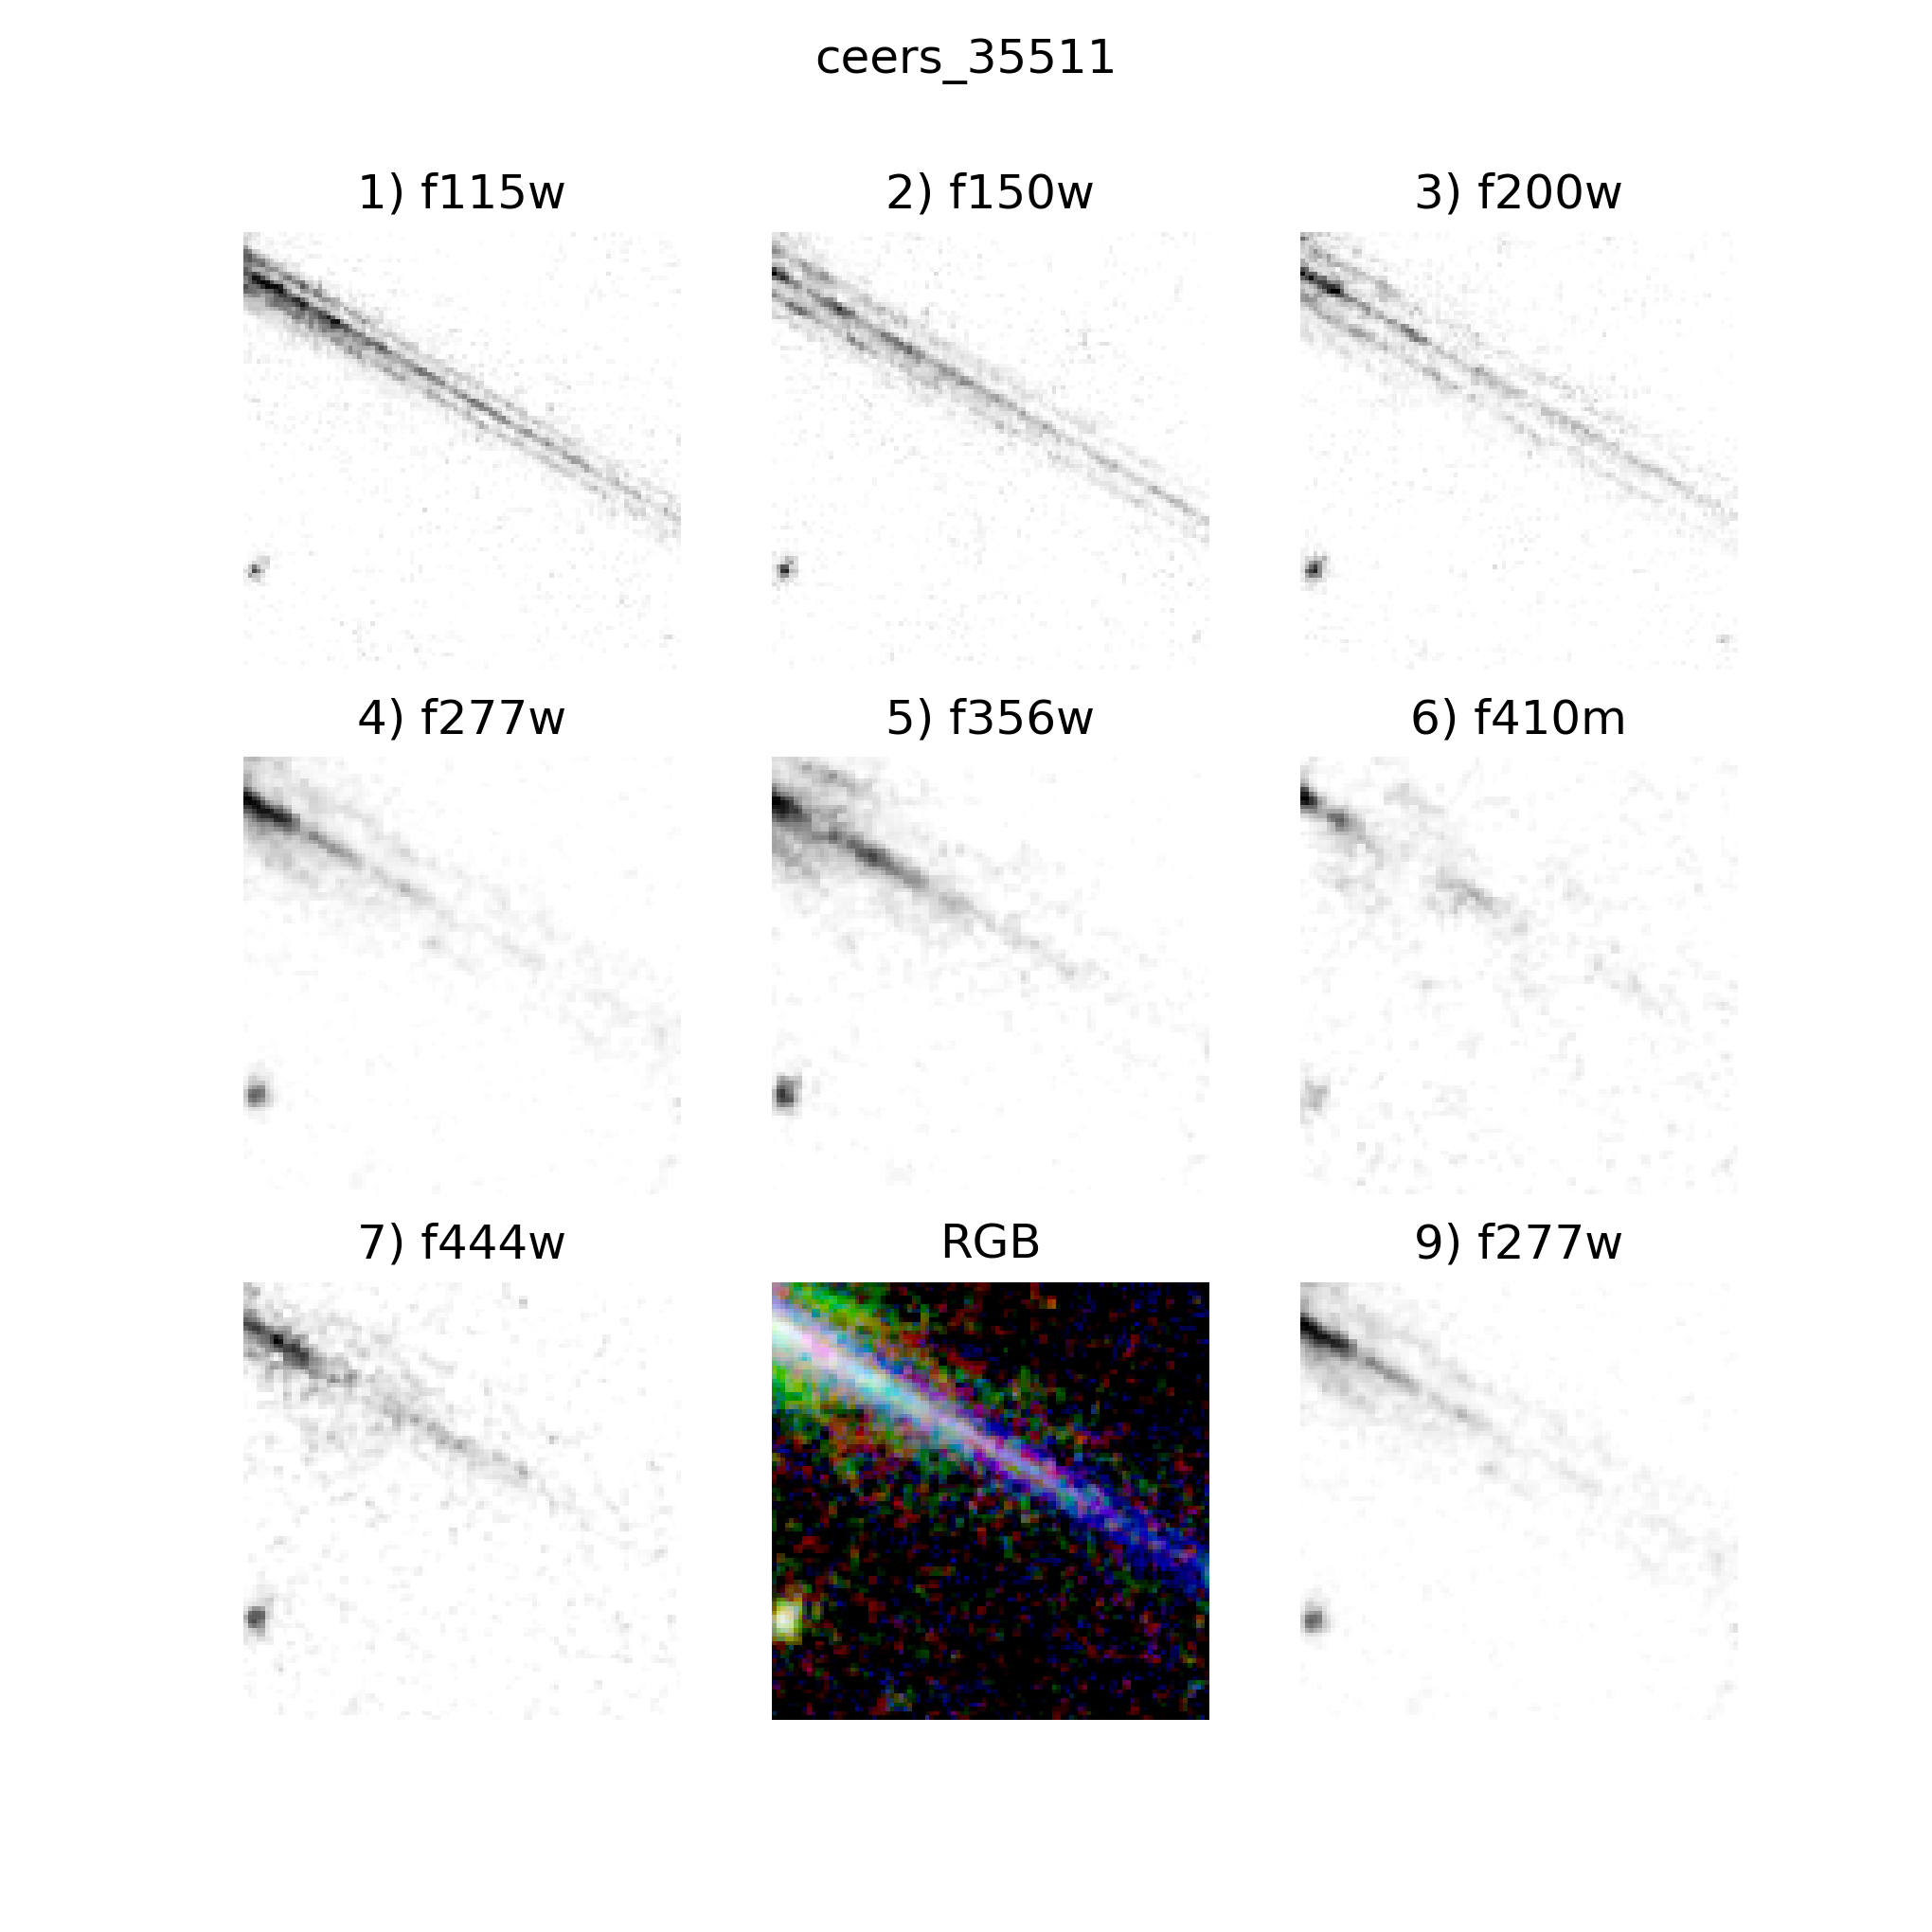 ceers_35511
1) f115w
2) f150w
3) f200w
4) f277w
5) f356w
6) f410m
7) f444w
RGB
9) f277w